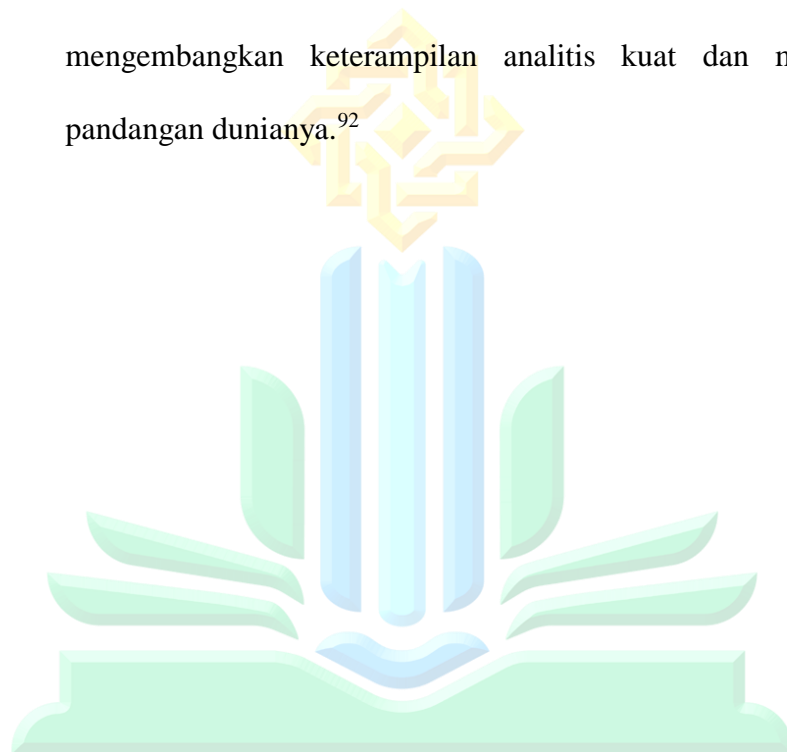 mengembangkan keterampilan analitis kuat dan
pandangan dunianya.⁹²